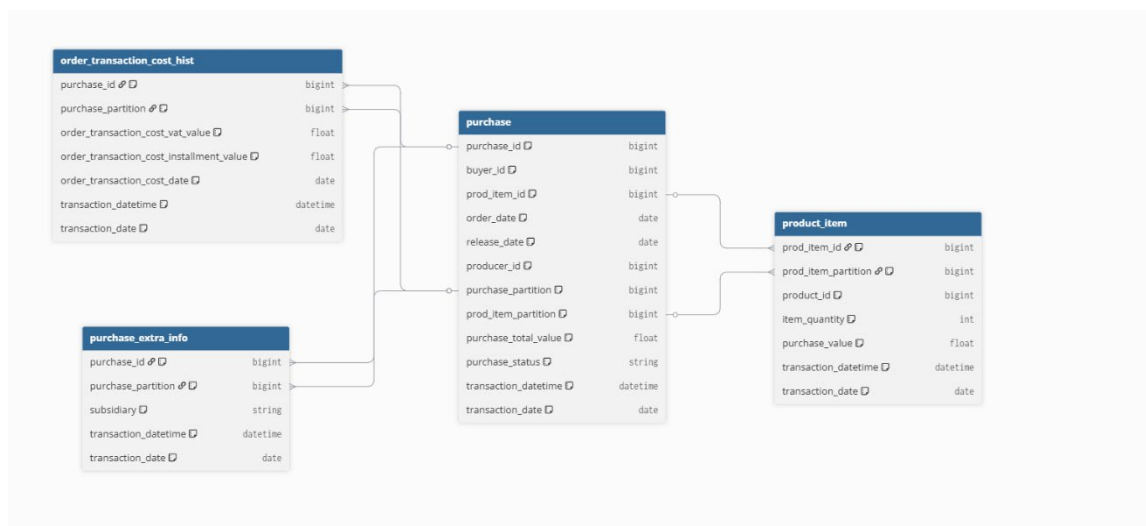 order_transaction_cost_hist
purchase_id bigint
purchase_partition bigint
order_transaction_cost_vat_value float
order_transaction_cost_installment_value float
order_transaction_cost_date date
transaction_datetime datetime
transaction_date date
purchase_extra_info
purchase_id bigint
purchase_partition bigint
subsidiary string
transaction_datetime datetime
transaction_date date
purchase
purchase_id bigint
buyer_id bigint
prod_item_id bigint
order_date date
release_date date
producer_id bigint
purchase_partition bigint
prod_item_partition bigint
purchase_total_value float
purchase_status string
transaction_datetime datetime
transaction_date date
product_item
prod_item_id bigint
prod_item_partition bigint
product_id bigint
item_quantity int
purchase_value float
transaction_datetime datetime
transaction_date date